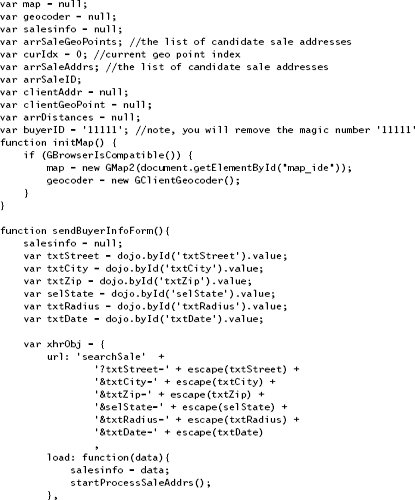 var map = null;
var geocoder = null;
var salesinfo = null;
var arrSaleGeoPoints; //the list of candidate sale addresses
var curIdx = 0; //current geo point index
var arrSaleAddrs; //the list of candidate sale addresses
var arrSaleID;
var clientAddr = null;
var clientGeoPoint = null;
var arrDistances = null;
var buyerID = '11111'; //note, you will remove the magic number '11111'
function initMap() {
    if (GBrowserIsCompatible()) {
        map = new GMap2(document.getElementById("map_ide"));
        geocoder = new GClientGeocoder();
    }
}

function sendBuyerInfoForm(){
    salesinfo = null;
    var txtStreet = dojo.byId('txtStreet').value;
    var txtCity = dojo.byId('txtCity').value;
    var txtZip = dojo.byId('txtZip').value;
    var selState = dojo.byId('selState').value;
    var txtRadius = dojo.byId('txtRadius').value;
    var txtDate = dojo.byId('txtDate').value;

    var xhrObj = {
        url: 'searchSale'  +
                '?txtStreet=' + escape(txtStreet) +
                '&txtCity=' + escape(txtCity) +
                '&txtZip=' + escape(txtZip) +
                '&selState=' + escape(selState) +
                '&txtRadius=' + escape(txtRadius) +
                '&txtDate=' + escape(txtDate)
                ,
        load: function(data){
            salesinfo = data;
            startProcessSaleAddrs();
        },